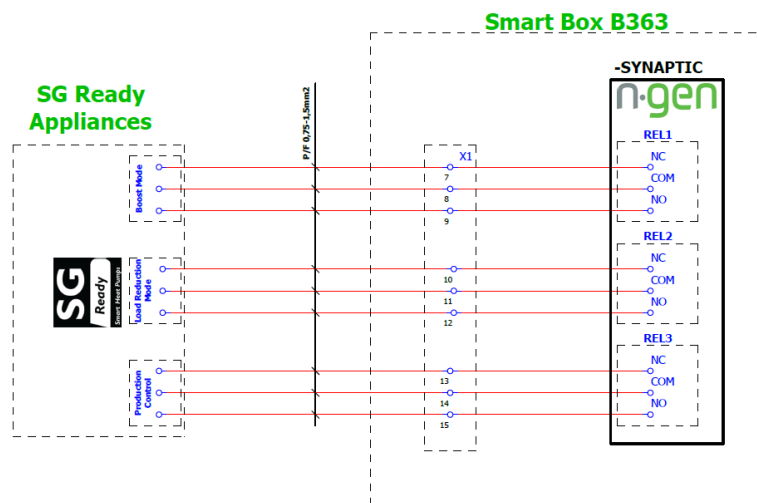 Smart Box B363
-SYNAPTIC
n·gen
SG Ready
Appliances
P/F 0,75-1,5mm2
X1
REL1
NC
COM
NO
REL2
NC
COM
NO
REL3
NC
COM
NO
7
8
9
10
11
12
13
14
15
Boost Mode
Load Reduction
Mode
Production
Control
SG
Ready
Smart Heat Pumps